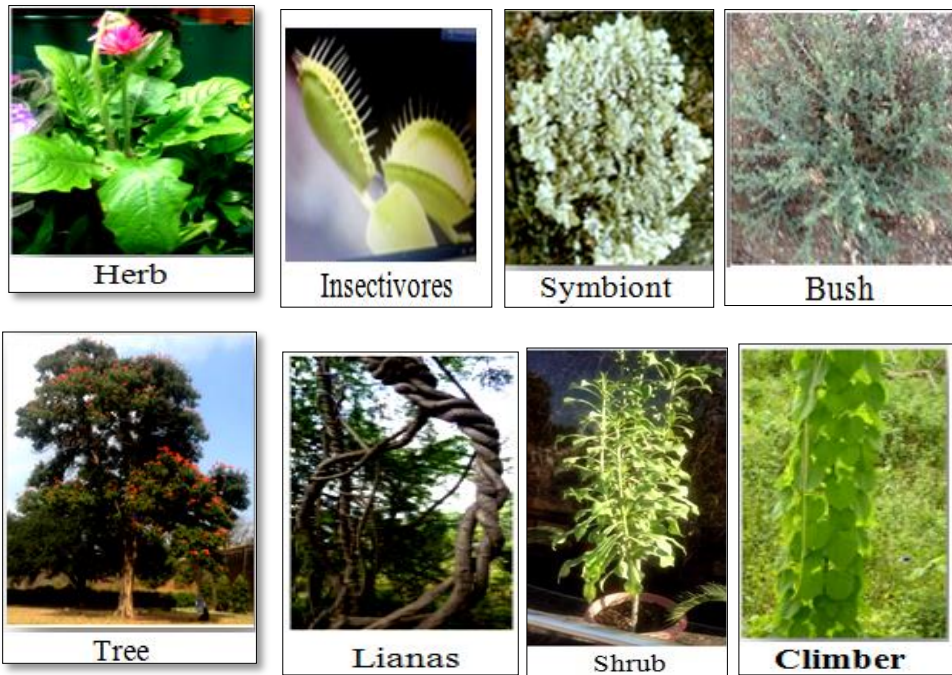 Herb
Insectivores
Symbiont
Bush
Tree
Lianas
Shrub
Climber